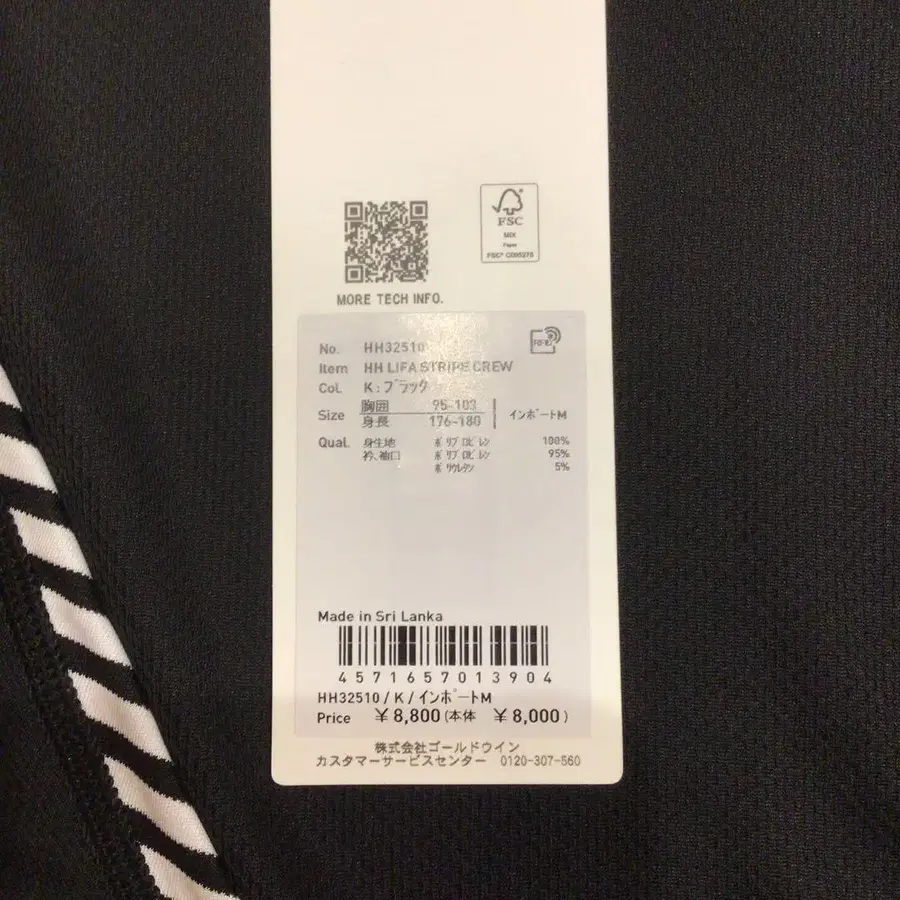 FSC
MIX
Paper
FSC® C095270
MORE TECH INFO.
RFID
No. HH32510
Item HH LIFA STRIPE CREW
Col. K:ブラック
Size 胸囲 95-103 インポートM
身長 176-180
Qual. 身生地 ポリプロピレン 100%
衿、袖口 ポリプロピレン 95%
ポリウレタン 5%
Made in Sri Lanka
4571657013904
HH32510/K/インポートM
Price ¥8,800(本体 ¥8,000)
株式会社ゴールドウイン
カスタマーサービスセンター 0120-307-560